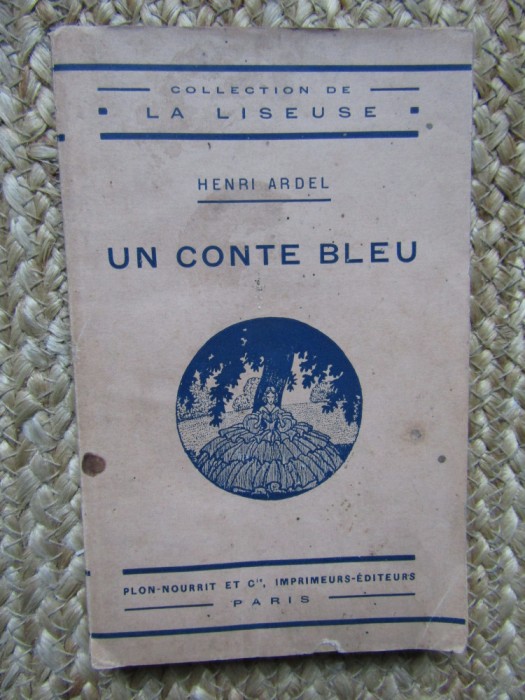 COLLECTION DE
LA LISEUSE
HENRI ARDEL
UN CONTE BLEU
PLON-NOURRIT ET Cⁱᵉ, IMPRIMEURS-ÉDITEURS
PARIS